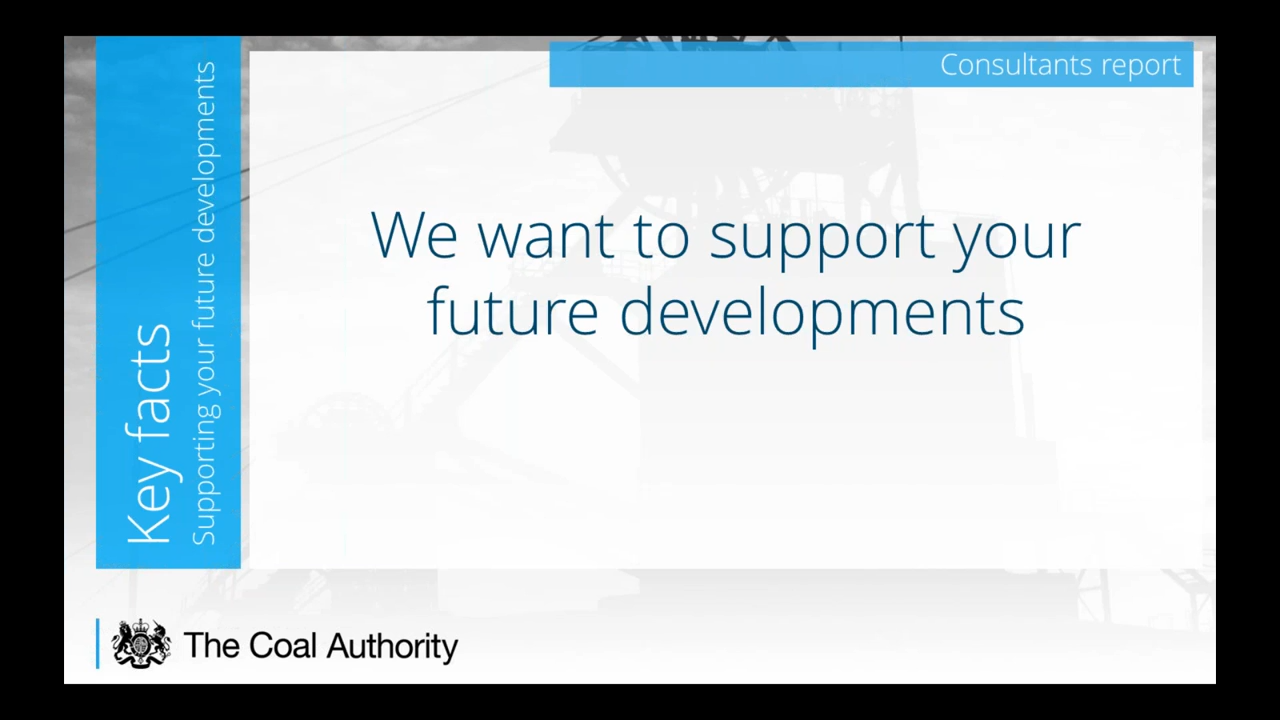 Consultants report
Key facts
Supporting your future developments
We want to support your
future developments
The Coal Authority